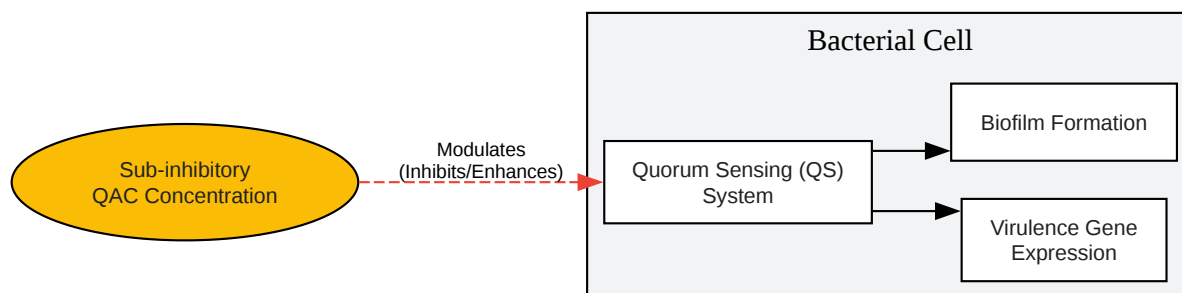 Bacterial Cell
Sub-inhibitory
QAC Concentration
Modulates
(Inhibits/Enhances)
Quorum Sensing (QS)
System
Biofilm Formation
Virulence Gene
Expression